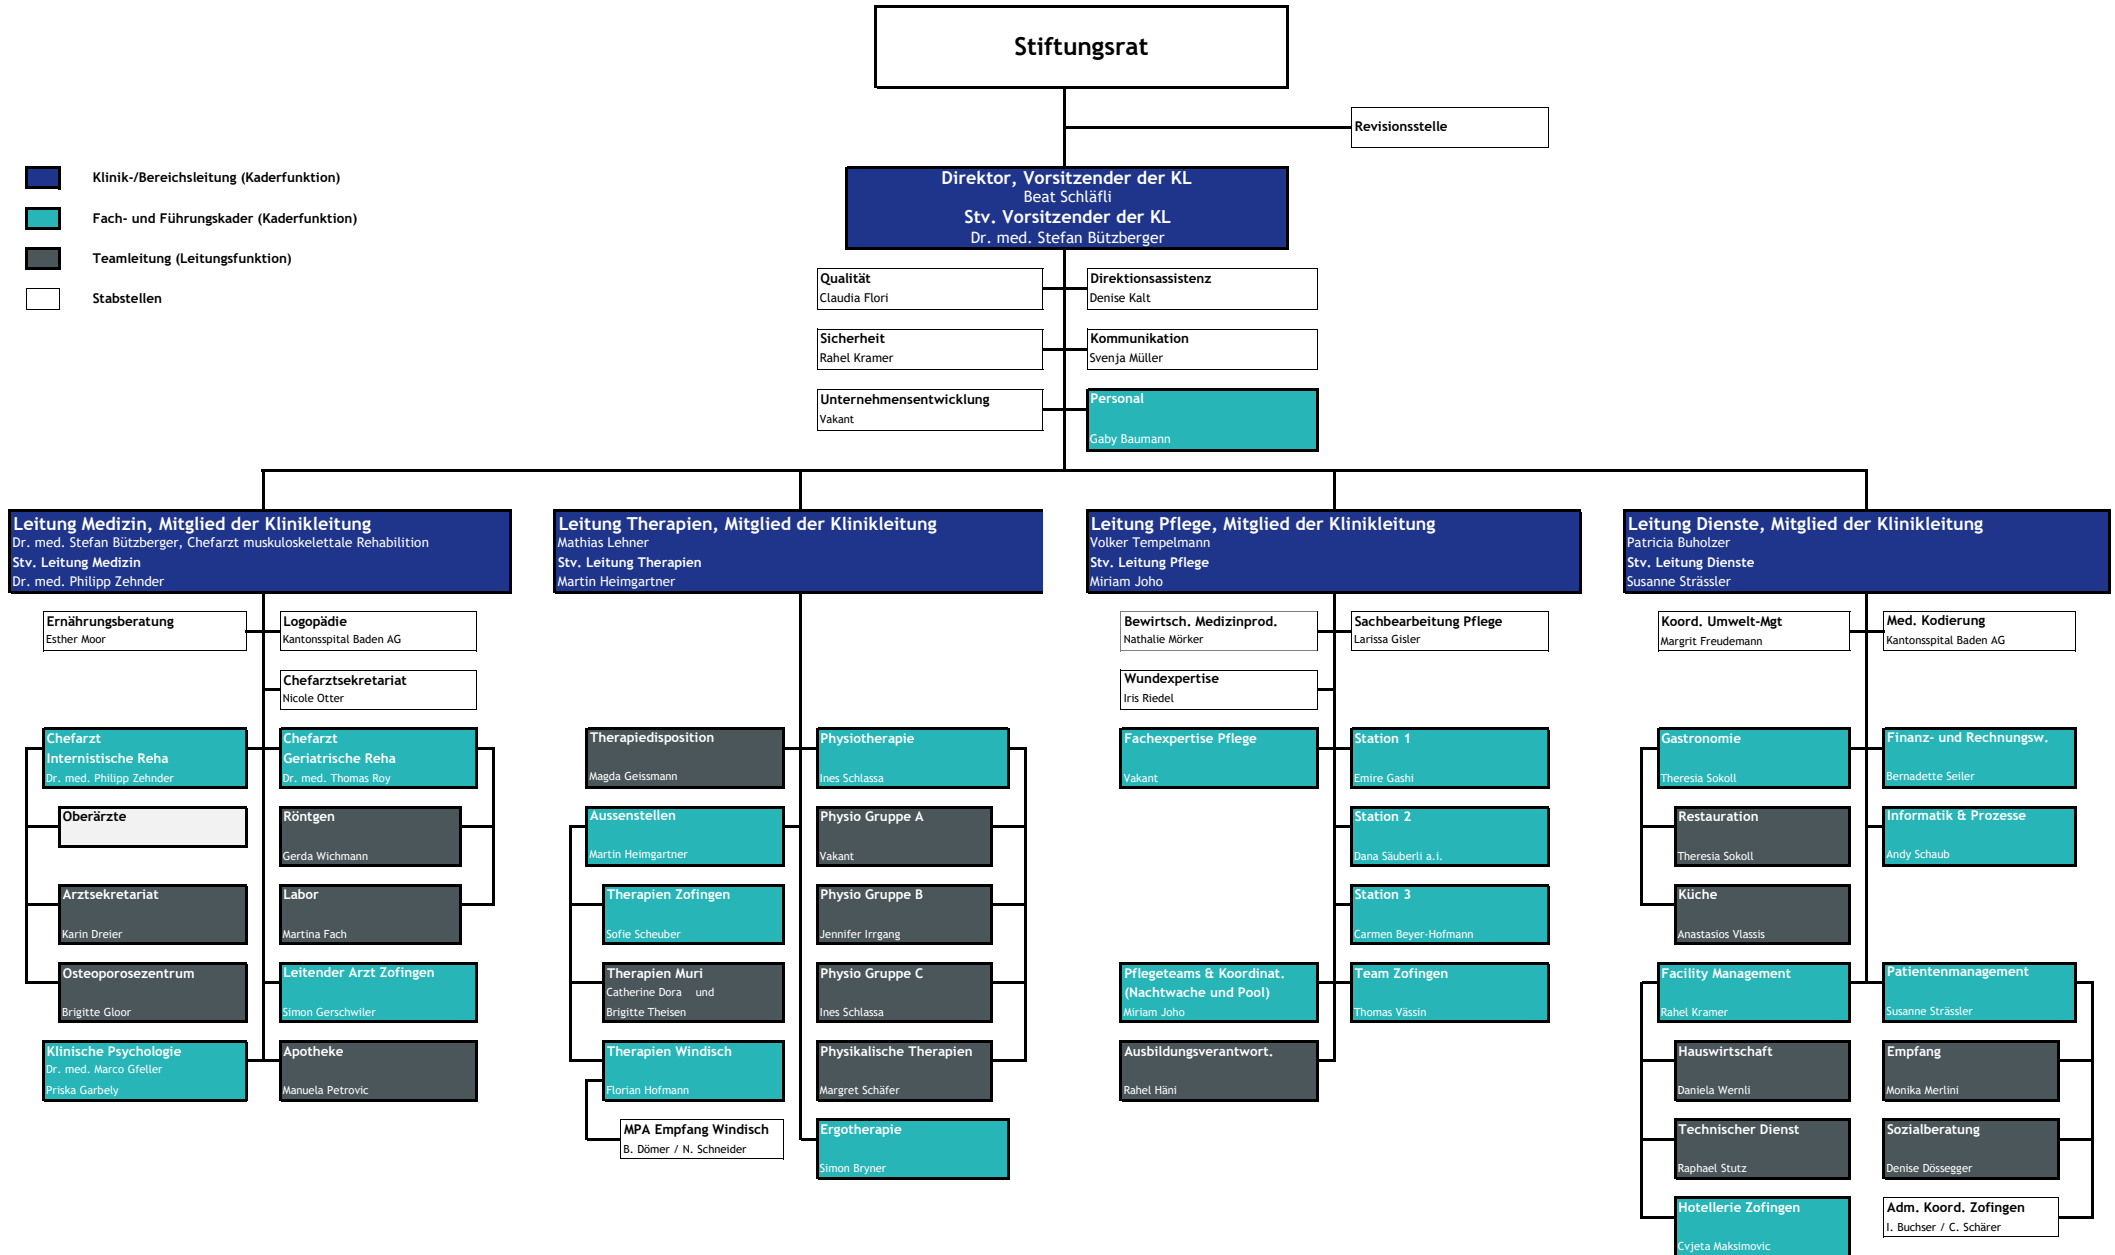 Stiftungsrat
Revisionsstelle
Klinik-/Bereichsleitung (Kaderfunktion)
Fach- und Führungskader (Kaderfunktion)
Teamleitung (Leitungsfunktion)
Stabstellen
Direktor, Vorsitzender der KL
Beat Schläfli
Stv. Vorsitzender der KL
Dr. med. Stefan Bützberger
Qualität
Claudia Flori
Direktionsassistenz
Denise Kalt
Sicherheit
Rahel Kramer
Kommunikation
Svenja Müller
Unternehmensentwicklung
Vakant
Personal
Gaby Baumann
Leitung Medizin, Mitglied der Klinikleitung
Dr. med. Stefan Bützberger, Chefarzt muskuloskelettale Rehabilition
Stv. Leitung Medizin
Dr. med. Philipp Zehnder
Ernährungsberatung
Esther Moor
Logopädie
Kantonsspital Baden AG
Chefarztsekretariat
Nicole Otter
Chefarzt
Internistische Reha
Dr. med. Philipp Zehnder
Chefarzt
Geriatrische Reha
Dr. med. Thomas Roy
Oberärzte
Röntgen
Gerda Wichmann
Arztsekretariat
Karin Dreier
Labor
Martina Fach
Osteoporosezentrum
Brigitte Gloor
Leitender Arzt Zofingen
Simon Gerschwiler
Klinische Psychologie
Dr. med. Marco Gfeller
Priska Garbely
Apotheke
Manuela Petrovic
Leitung Therapien, Mitglied der Klinikleitung
Mathias Lehner
Stv. Leitung Therapien
Martin Heimgartner
Therapiedisposition
Magda Geissmann
Physiotherapie
Ines Schlassa
Aussenstellen
Martin Heimgartner
Physio Gruppe A
Vakant
Therapien Zofingen
Sofie Scheuber
Physio Gruppe B
Jennifer Irrgang
Therapien Muri
Catherine Dora und
Brigitte Theisen
Physio Gruppe C
Ines Schlassa
Therapien Windisch
Florian Hofmann
Physikalische Therapien
Margret Schäfer
MPA Empfang Windisch
B. Dömer / N. Schneider
Ergotherapie
Simon Bryner
Leitung Pflege, Mitglied der Klinikleitung
Volker Tempelmann
Stv. Leitung Pflege
Miriam Joho
Bewirtsch. Medizinprod.
Nathalie Mörker
Sachbearbeitung Pflege
Larissa Gisler
Wundexpertise
Iris Riedel
Fachexpertise Pflege
Vakant
Station 1
Emire Gashi
Station 2
Dana Säuberli a.i.
Station 3
Carmen Beyer-Hofmann
Pflegeteams & Koordinat.
(Nachtwache und Pool)
Miriam Joho
Team Zofingen
Thomas Vässin
Ausbildungsverantwort.
Rahel Häni
Leitung Dienste, Mitglied der Klinikleitung
Patricia Buholzer
Stv. Leitung Dienste
Susanne Strässler
Koord. Umwelt-Mgt
Margrit Freudemann
Med. Kodierung
Kantonsspital Baden AG
Gastronomie
Theresia Sokoll
Finanz- und Rechnungsw.
Bernadette Seiler
Restauration
Theresia Sokoll
Informatik & Prozesse
Andy Schaub
Küche
Anastasios Vlassis
Facility Management
Rahel Kramer
Patientenmanagement
Susanne Strässler
Hauswirtschaft
Daniela Wernli
Empfang
Monika Merlini
Technischer Dienst
Raphael Stutz
Sozialberatung
Denise Dössegger
Hotellerie Zofingen
Cvjeta Maksimovic
Adm. Koord. Zofingen
I. Buchser / C. Schärer